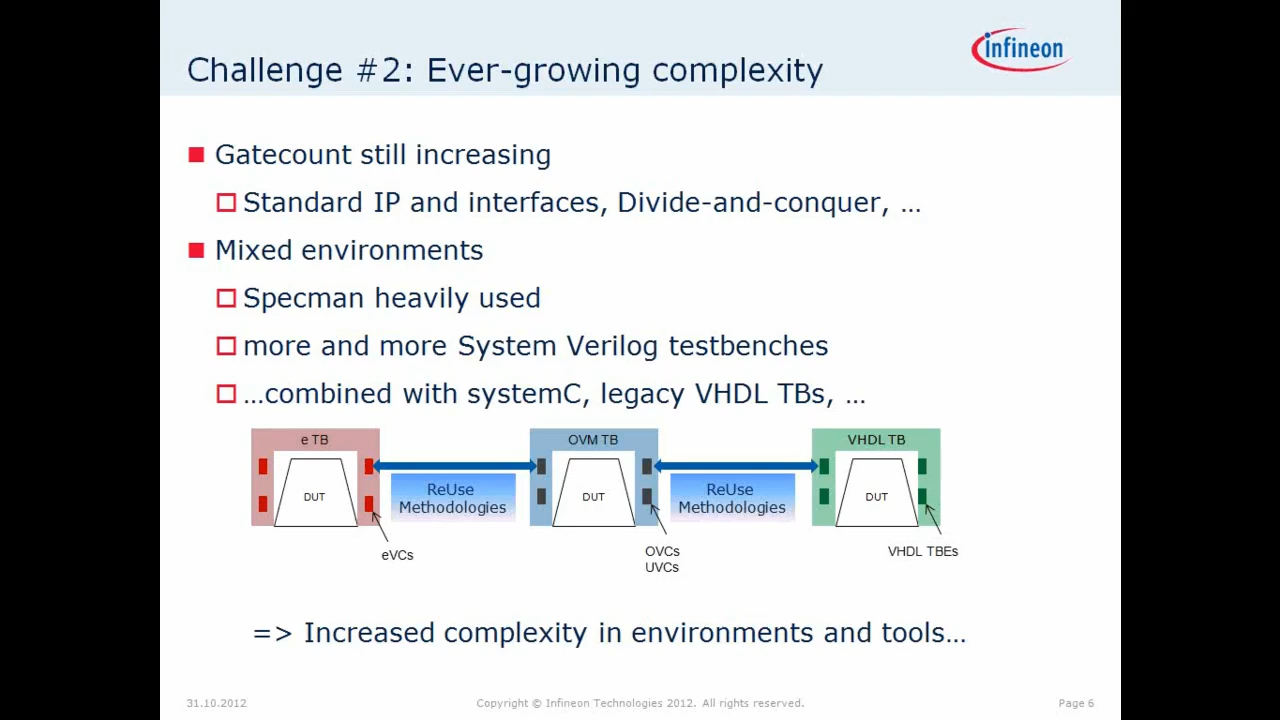 Challenge #2: Ever-growing complexity
infineon
Gatecount still increasing
Standard IP and interfaces, Divide-and-conquer, …
Mixed environments
Specman heavily used
more and more System Verilog testbenches
…combined with systemC, legacy VHDL TBs, …
e TB
OVM TB
VHDL TB
DUT
ReUse
Methodologies
DUT
ReUse
Methodologies
DUT
eVCs
OVCs
UVCs
VHDL TBEs
=> Increased complexity in environments and tools…
31.10.2012
Copyright © Infineon Technologies 2012. All rights reserved.
Page 6